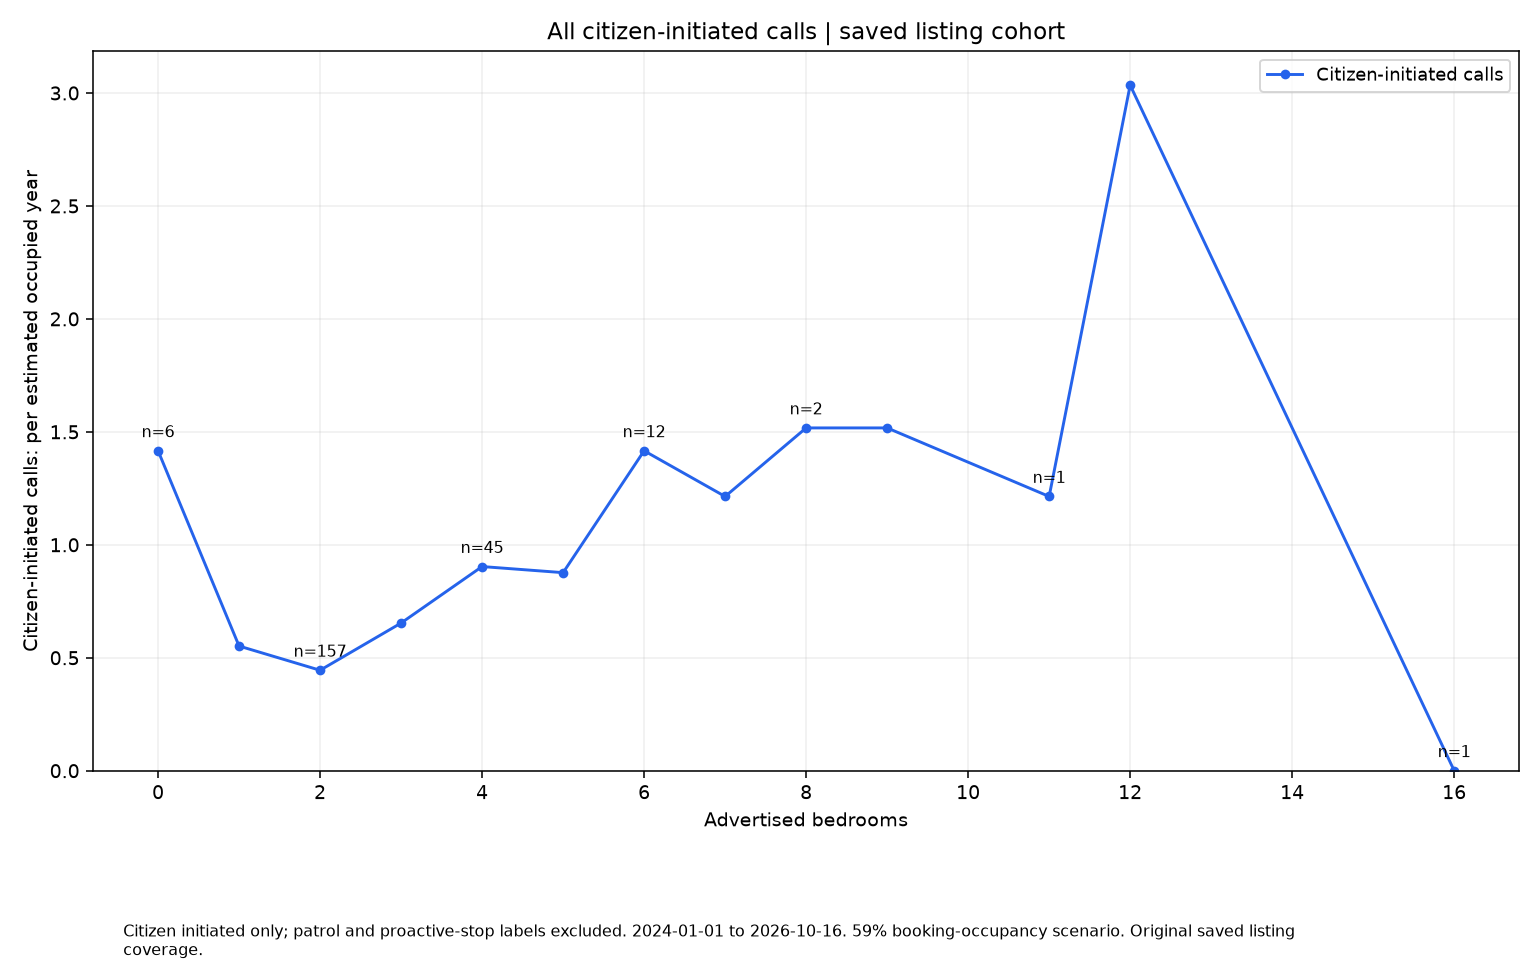 All citizen-initiated calls | saved listing cohort
Citizen-initiated calls
Citizen-initiated calls: per estimated occupied year
3.0
2.5
2.0
1.5
1.0
0.5
0.0
n=6
n=157
n=45
n=12
n=2
n=1
n=1
0 2 4 6 8 10 12 14 16
Advertised bedrooms
Citizen initiated only; patrol and proactive-stop labels excluded. 2024-01-01 to 2026-10-16. 59% booking-occupancy scenario. Original saved listing
coverage.